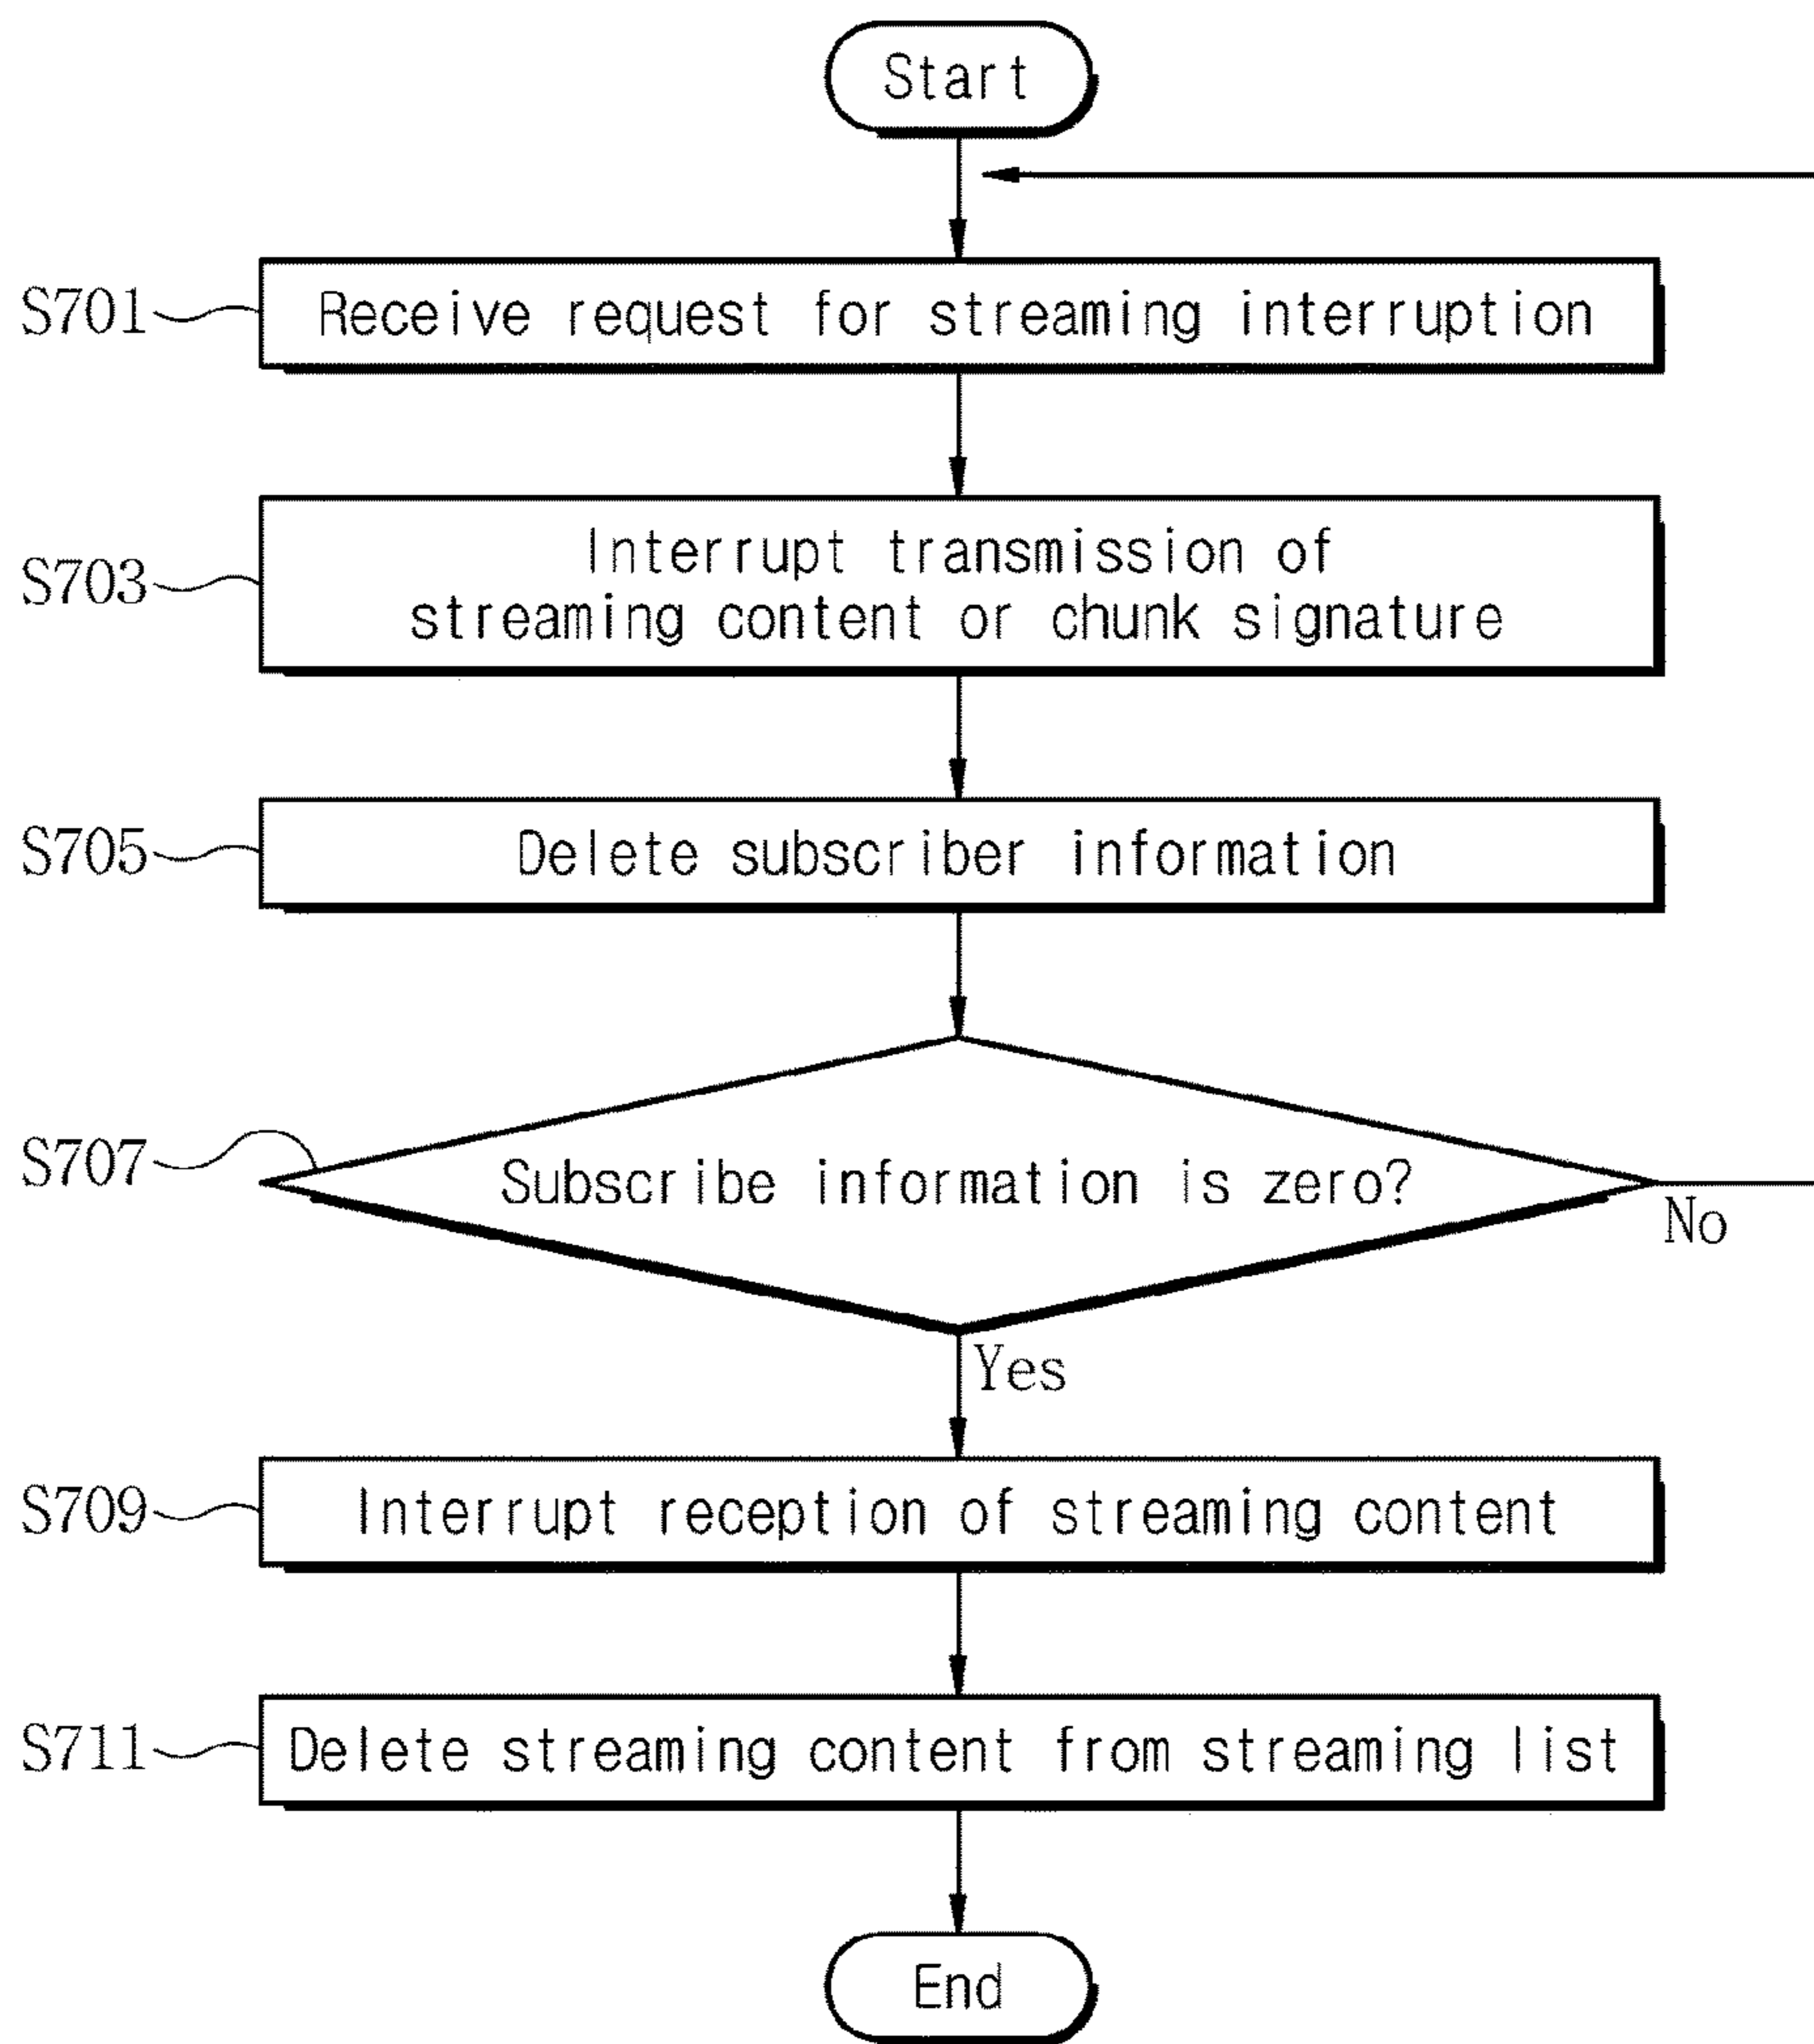 Start
S701
Receive request for streaming interruption
S703
Interrupt transmission of
streaming content or chunk signature
S705
Delete subscriber information
S707
Subscribe information is zero?
No
Yes
S709
Interrupt reception of streaming content
S711
Delete streaming content from streaming list
End